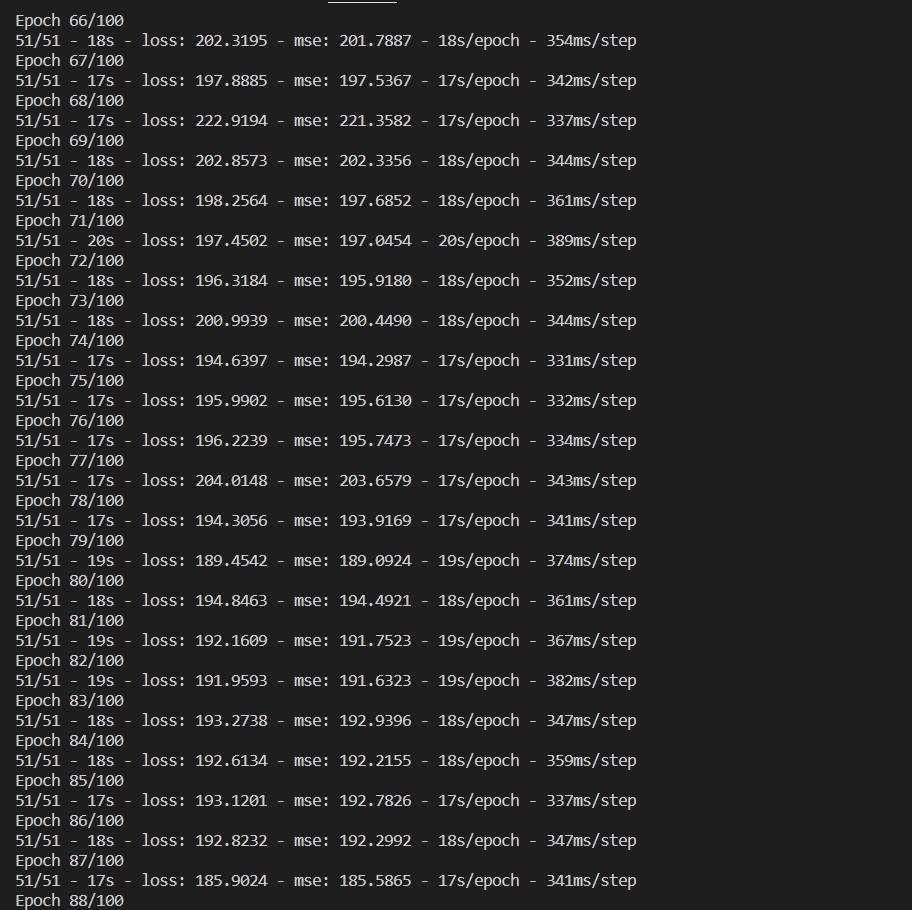 Epoch 66/100
51/51 - 18s - loss: 202.3195 - mse: 201.7887 - 18s/epoch - 354ms/step
Epoch 67/100
51/51 - 17s - loss: 197.8885 - mse: 197.5367 - 17s/epoch - 342ms/step
Epoch 68/100
51/51 - 17s - loss: 222.9194 - mse: 221.3582 - 17s/epoch - 337ms/step
Epoch 69/100
51/51 - 18s - loss: 202.8573 - mse: 202.3356 - 18s/epoch - 344ms/step
Epoch 70/100
51/51 - 18s - loss: 198.2564 - mse: 197.6852 - 18s/epoch - 361ms/step
Epoch 71/100
51/51 - 20s - loss: 197.4502 - mse: 197.0454 - 20s/epoch - 389ms/step
Epoch 72/100
51/51 - 18s - loss: 196.3184 - mse: 195.9180 - 18s/epoch - 352ms/step
Epoch 73/100
51/51 - 18s - loss: 200.9939 - mse: 200.4490 - 18s/epoch - 344ms/step
Epoch 74/100
51/51 - 17s - loss: 194.6397 - mse: 194.2987 - 17s/epoch - 331ms/step
Epoch 75/100
51/51 - 17s - loss: 195.9902 - mse: 195.6130 - 17s/epoch - 332ms/step
Epoch 76/100
51/51 - 17s - loss: 196.2239 - mse: 195.7473 - 17s/epoch - 334ms/step
Epoch 77/100
51/51 - 17s - loss: 204.0148 - mse: 203.6579 - 17s/epoch - 343ms/step
Epoch 78/100
51/51 - 17s - loss: 194.3056 - mse: 193.9169 - 17s/epoch - 341ms/step
Epoch 79/100
51/51 - 19s - loss: 189.4542 - mse: 189.0924 - 19s/epoch - 374ms/step
Epoch 80/100
51/51 - 18s - loss: 194.8463 - mse: 194.4921 - 18s/epoch - 361ms/step
Epoch 81/100
51/51 - 19s - loss: 192.1609 - mse: 191.7523 - 19s/epoch - 367ms/step
Epoch 82/100
51/51 - 19s - loss: 191.9593 - mse: 191.6323 - 19s/epoch - 382ms/step
Epoch 83/100
51/51 - 18s - loss: 193.2738 - mse: 192.9396 - 18s/epoch - 347ms/step
Epoch 84/100
51/51 - 18s - loss: 192.6134 - mse: 192.2155 - 18s/epoch - 359ms/step
Epoch 85/100
51/51 - 17s - loss: 193.1201 - mse: 192.7826 - 17s/epoch - 337ms/step
Epoch 86/100
51/51 - 18s - loss: 192.8232 - mse: 192.2992 - 18s/epoch - 347ms/step
Epoch 87/100
51/51 - 17s - loss: 185.9024 - mse: 185.5865 - 17s/epoch - 341ms/step
Epoch 88/100